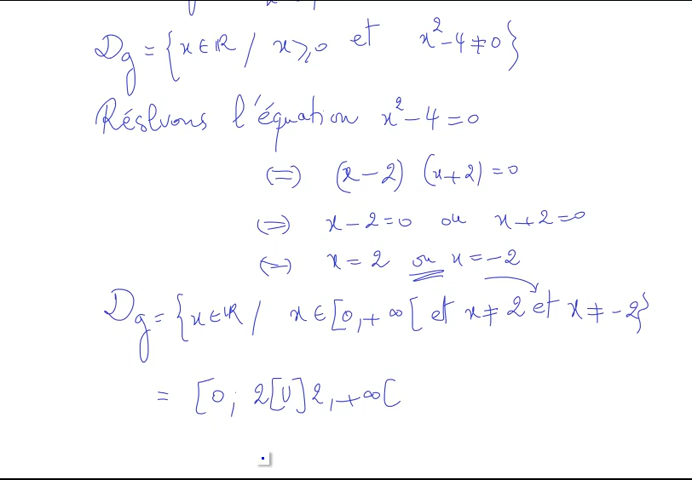 Dg = {x∈ℝ / x⩾0 et x²-4≠0}
Réslvons l'équation x²-4=0
(=) (x-2) (x+2)=0
(=) x-2=0 ou x+2=0
(=) x=2 ou x=-2
Dg = {x∈ℝ / x∈[0,+∞[ et x≠2 et x≠-2}
= [0; 2[U]2,+∞[